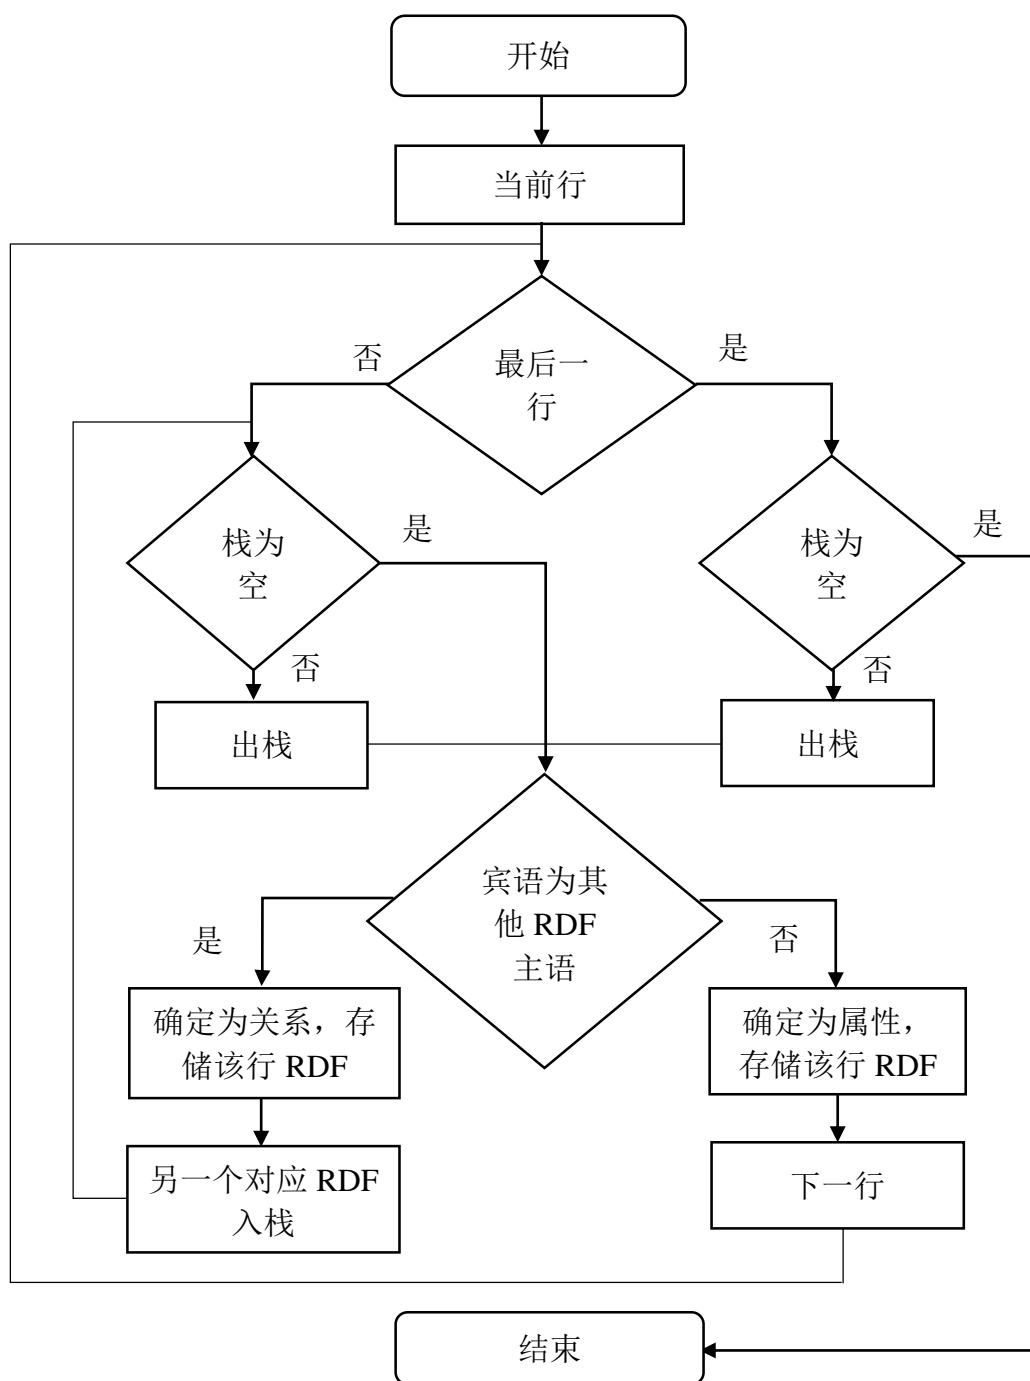 开始
当前行
否
是
最后一
行
栈为
空
是
栈为
空
是
否
否
出栈
出栈
宾语为其
他 RDF
主语
是
否
确定为关系，存
储该行 RDF
确定为属性，
存储该行 RDF
另一个对应 RDF
入栈
下一行
结束